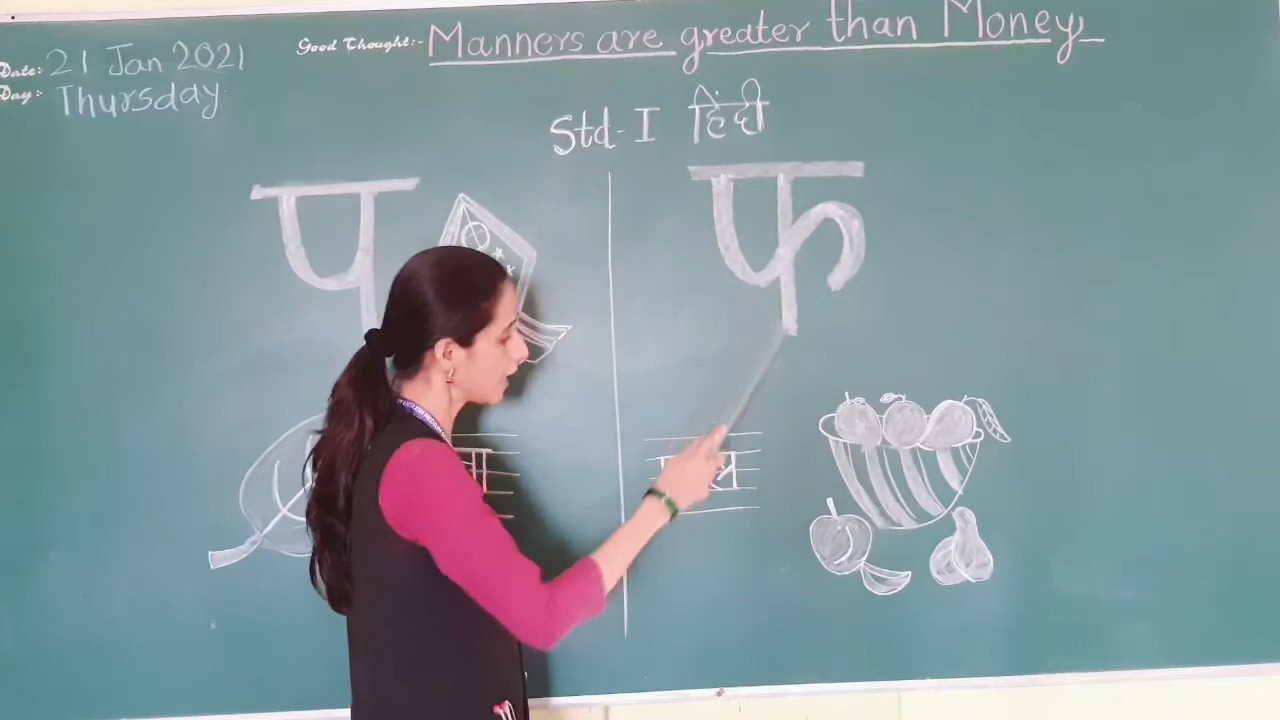 Good Thought:- Manners are greater than Money
Date: 21 Jan 2021
Day: Thursday
Std-I हिंदी
प
फ